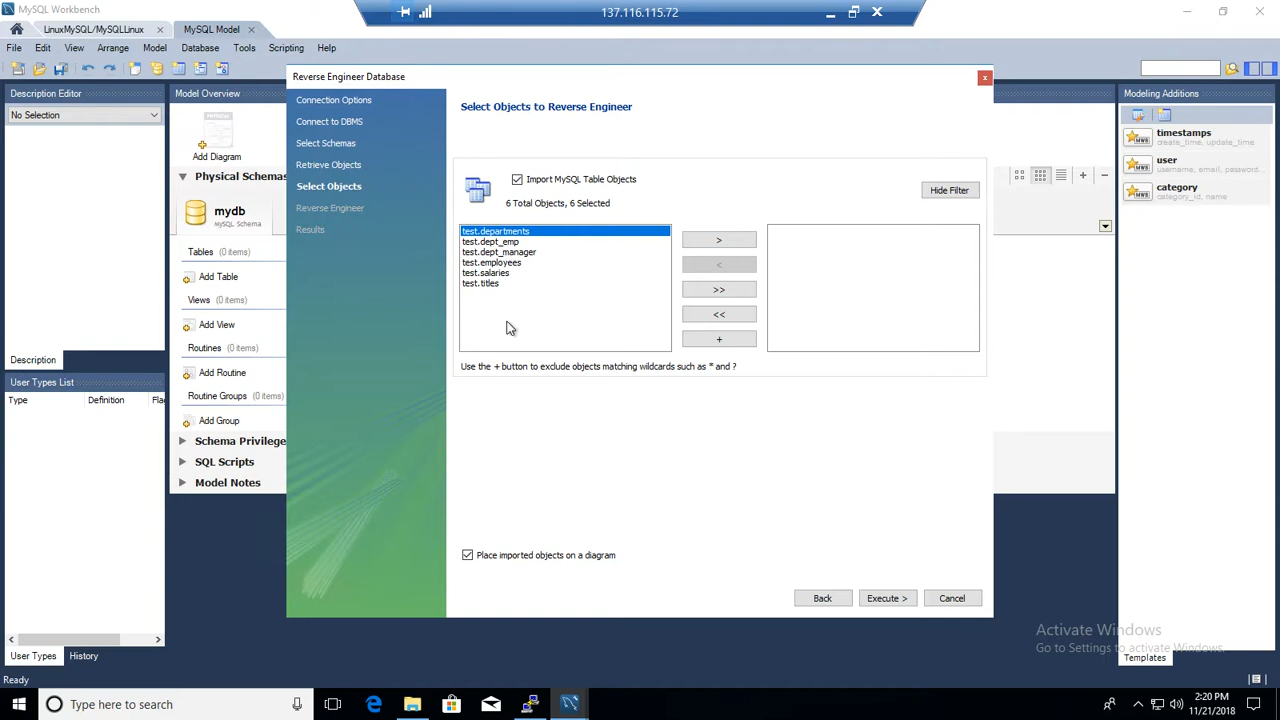 MySQL Workbench
137.116.115.72
LinuxMySQL/MySQLLinux
MySQL Model
File Edit View Arrange Model Database Tools Scripting Help
Description Editor
No Selection
Description
User Types List
Type Definition
User Types History
Ready
Model Overview
Add Diagram
Physical Schemas
mydb
MySQL Schema
Tables (0 items)
Add Table
Views (0 items)
Add View
Routines (0 items)
Add Routine
Routine Groups (0 items)
Add Group
Schema Privilege
SQL Scripts
Model Notes
Reverse Engineer Database
Connection Options
Connect to DBMS
Select Schemas
Retrieve Objects
Select Objects
Reverse Engineer
Results
Select Objects to Reverse Engineer
Import MySQL Table Objects
6 Total Objects, 6 Selected
Hide Filter
test.departments
test.dept_emp
test.dept_manager
test.employees
test.salaries
test.titles
>
<
>>
<<
+
Use the + button to exclude objects matching wildcards such as * and ?
Place imported objects on a diagram
Back Execute > Cancel
Modeling Additions
timestamps
create_time, update_time
user
username, email, password,
category
category_id, name
Activate Windows
Go to Settings to activate Windows.
Templates
Type here to search
2:20 PM
11/21/2018